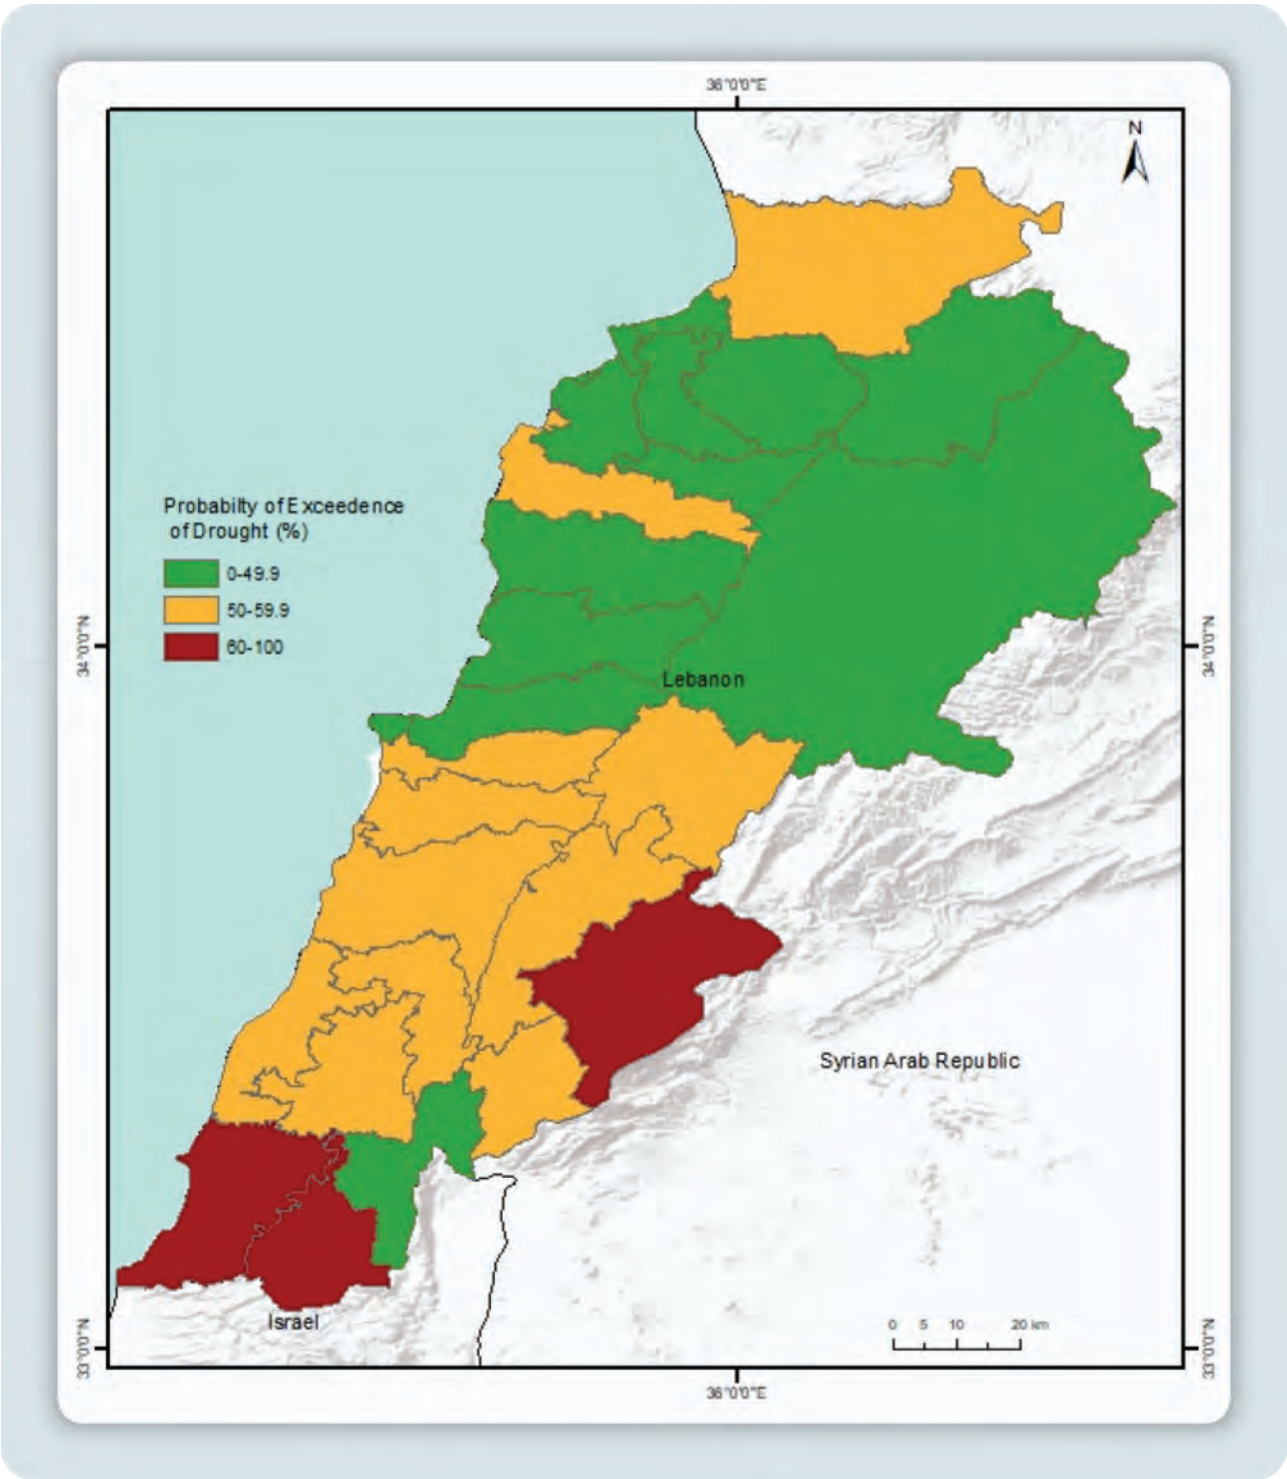 36°0'0"E
N
Probabilty of Exceedence
of Drought (%)
0-49.9
50-59.9
60-100
34°0'0"N
34°0'0"N
Lebanon
Syrian Arab Republic
Israel
0 5 10 20 km
33°0'0"N
33°0'0"N
36°0'0"E